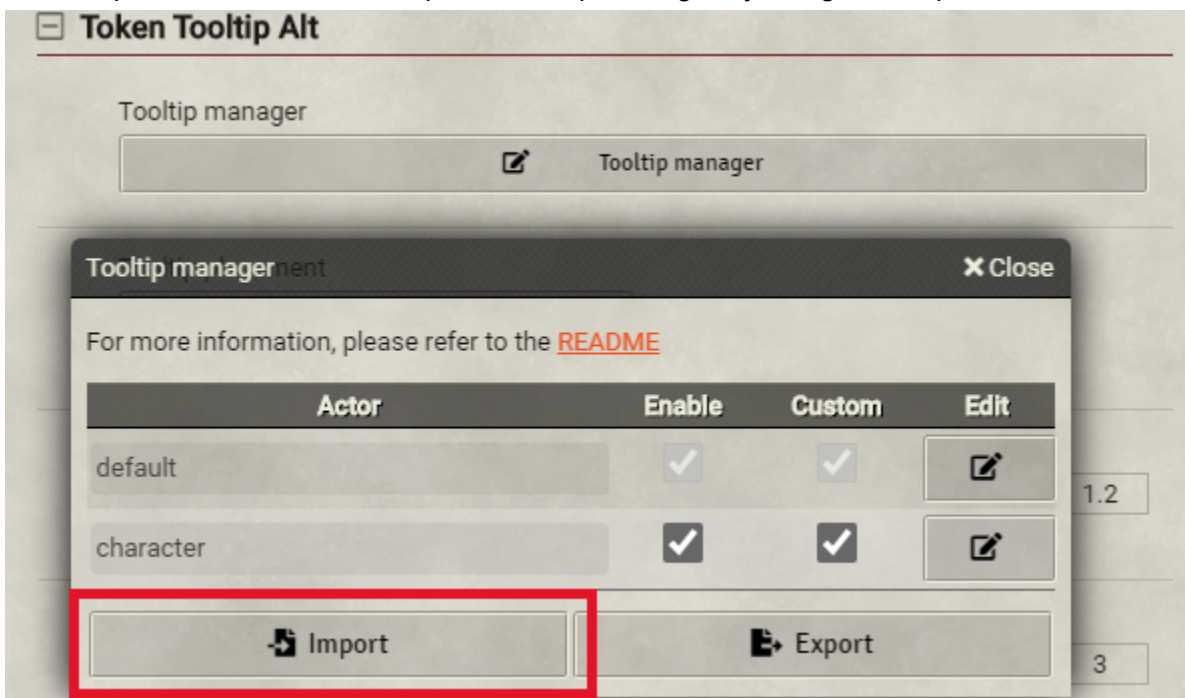 Token Tooltip Alt
Tooltip manager
Tooltip manager
Tooltip manager
Close
For more information, please refer to the README
Actor Enable Custom Edit
default
1.2
character
Import Export
3